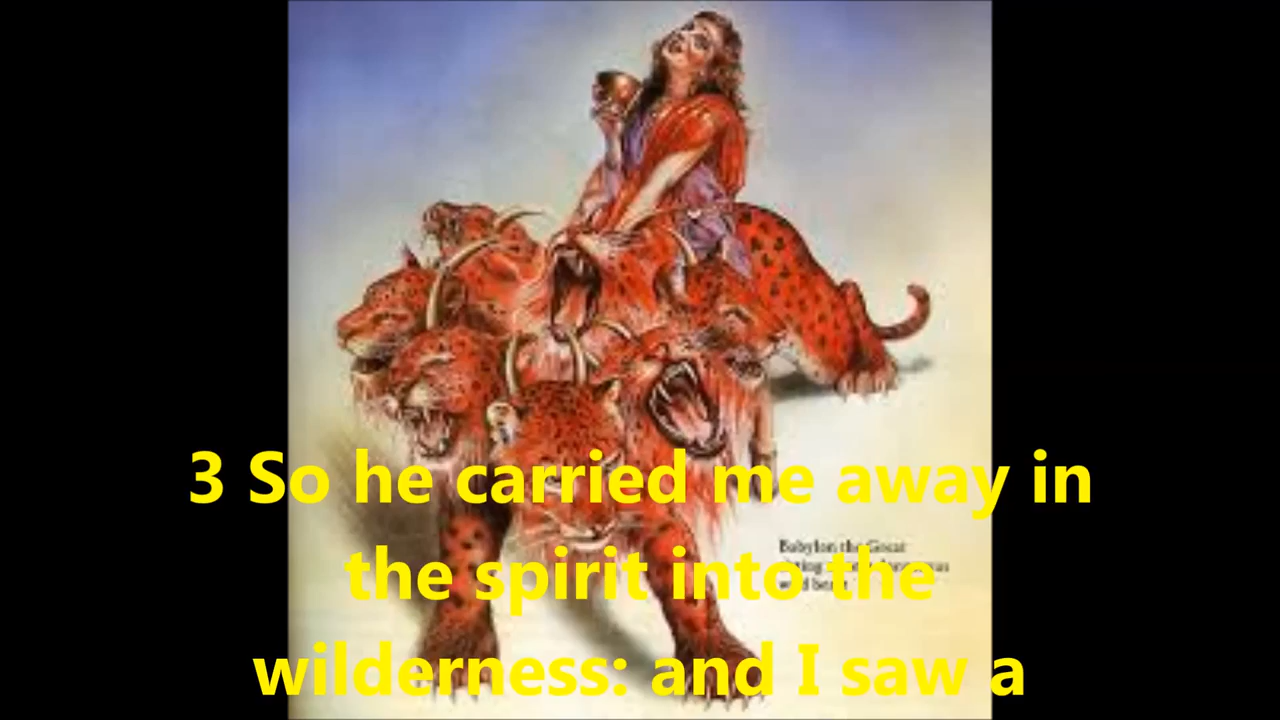 3 So he carried me away in
the spirit into the
wilderness: and I saw a
Babylon the Great